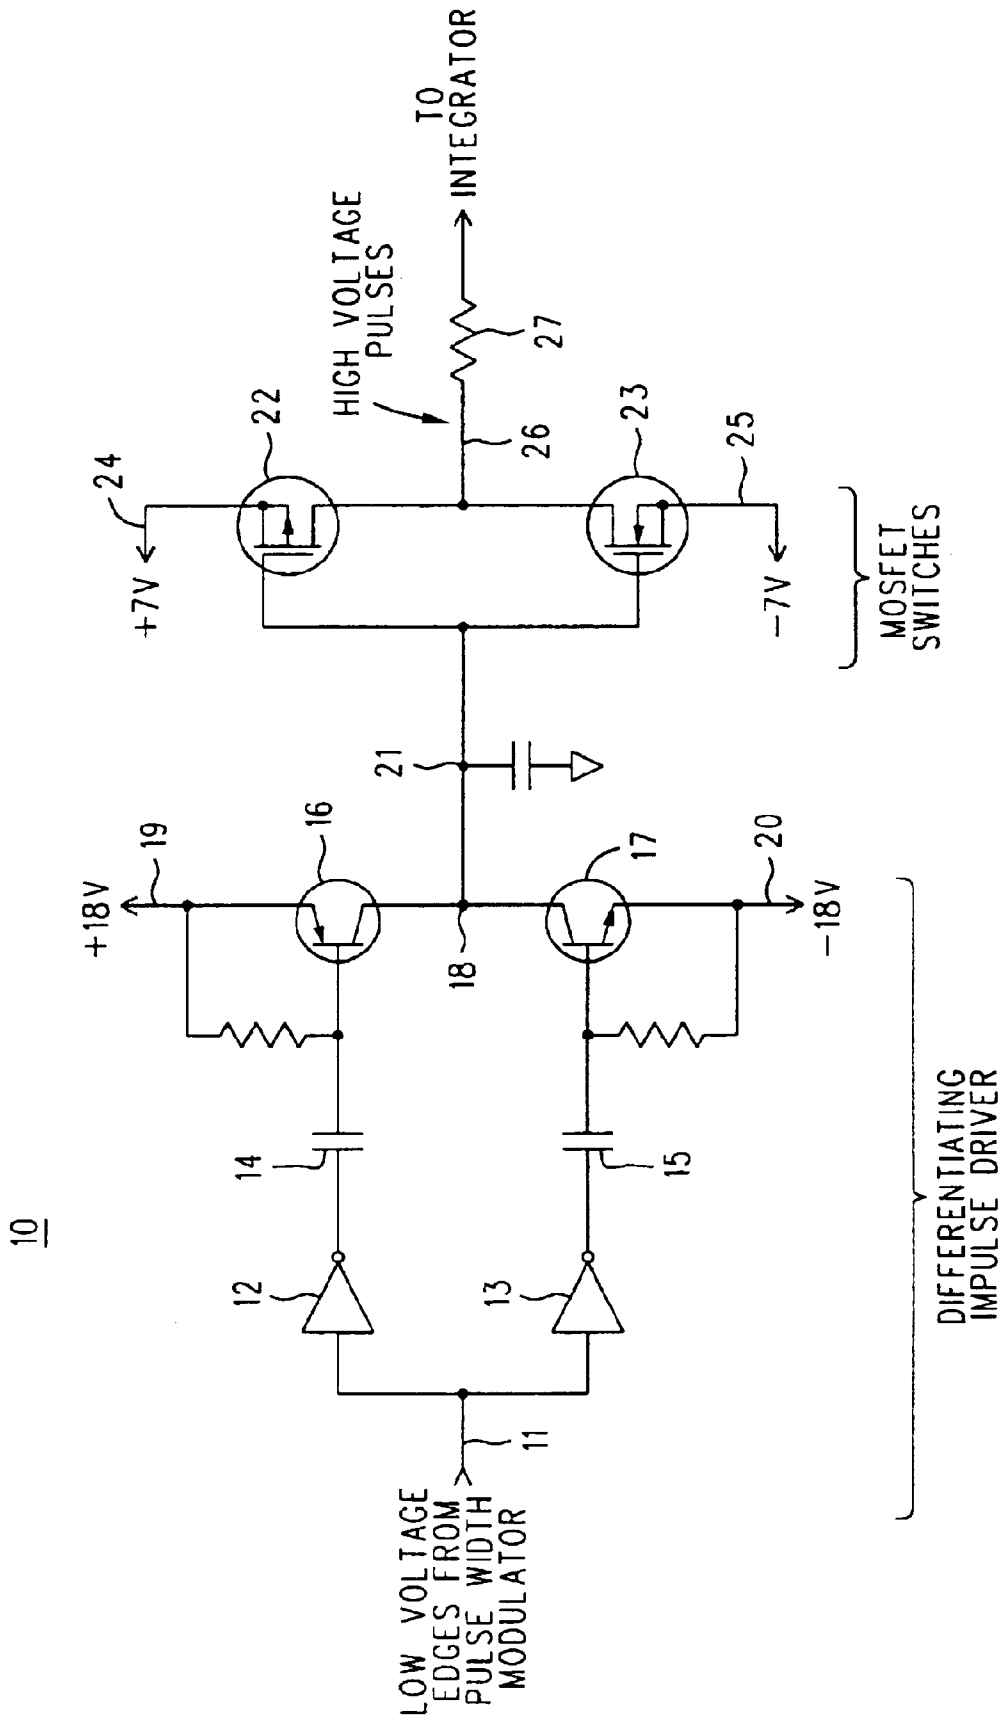 10
LOW VOLTAGE
EDGES FROM
PULSE WIDTH
MODULATOR
11
12
13
14
15
+18V
19
16
18
17
20
−18V
21
+7V
24
22
23
25
−7V
HIGH VOLTAGE
PULSES
26
27
TO
INTEGRATOR
DIFFERENTIATING
IMPULSE DRIVER
MOSFET
SWITCHES